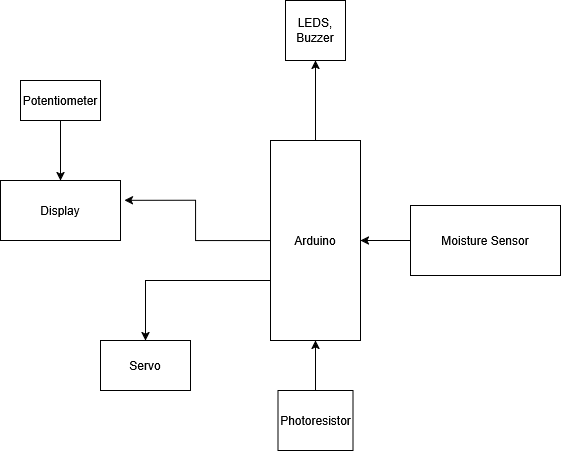 LEDS,
Buzzer
Potentiometer
Display
Arduino
Moisture Sensor
Servo
Photoresistor